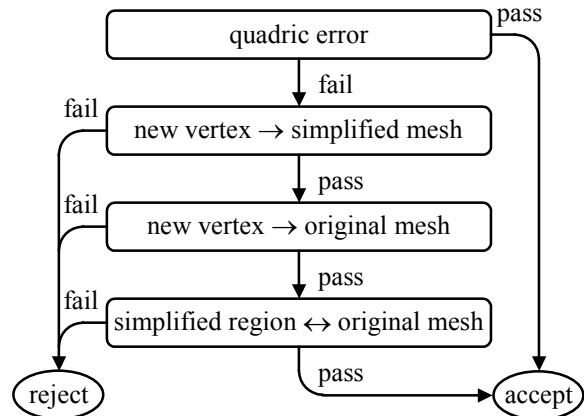 pass
quadric error
fail
fail
new vertex → simplified mesh
pass
fail
new vertex → original mesh
pass
fail
simplified region ↔ original mesh
pass
reject
accept